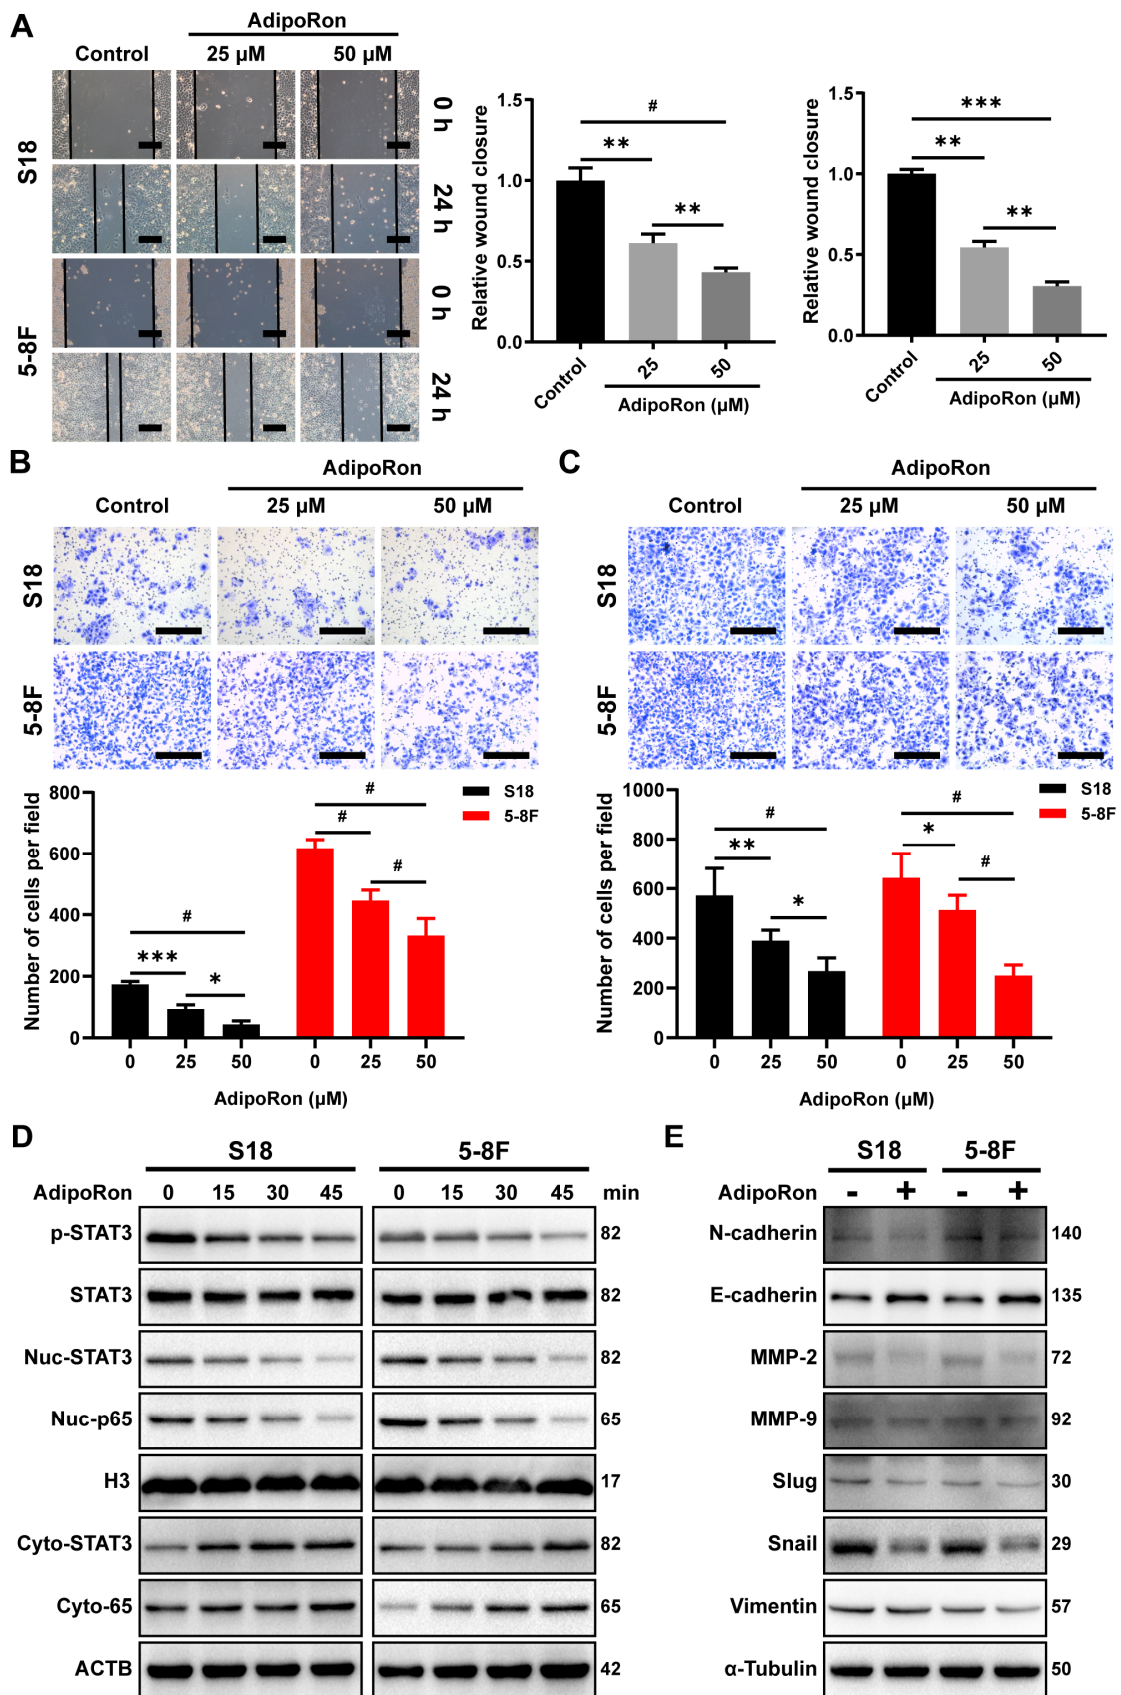 A
AdipoRon
Control 25 μM 50 μM
S18
5-8F
0 h
24 h
0 h
24 h
Relative wound closure
1.5
1.0
0.5
0.0
#
**
**
Control 25 50
AdipoRon (μM)
Relative wound closure
1.5
1.0
0.5
0.0
***
**
**
Control 25 50
AdipoRon (μM)
B
AdipoRon
Control 25 μM 50 μM
S18
5-8F
Number of cells per field
800
600
400
200
0
S18
5-8F
#
***
*
#
#
#
0 25 50 0 25 50
AdipoRon (μM)
C
AdipoRon
Control 25 μM 50 μM
S18
5-8F
Number of cells per field
1000
800
600
400
200
0
S18
5-8F
#
**
*
#
*
#
0 25 50 0 25 50
AdipoRon (μM)
D
S18 5-8F
AdipoRon 0 15 30 45 0 15 30 45 min
p-STAT3 82
STAT3 82
Nuc-STAT3 82
Nuc-p65 65
H3 17
Cyto-STAT3 82
Cyto-65 65
ACTB 42
E
S18 5-8F
AdipoRon - + - +
N-cadherin 140
E-cadherin 135
MMP-2 72
MMP-9 92
Slug 30
Snail 29
Vimentin 57
α-Tubulin 50